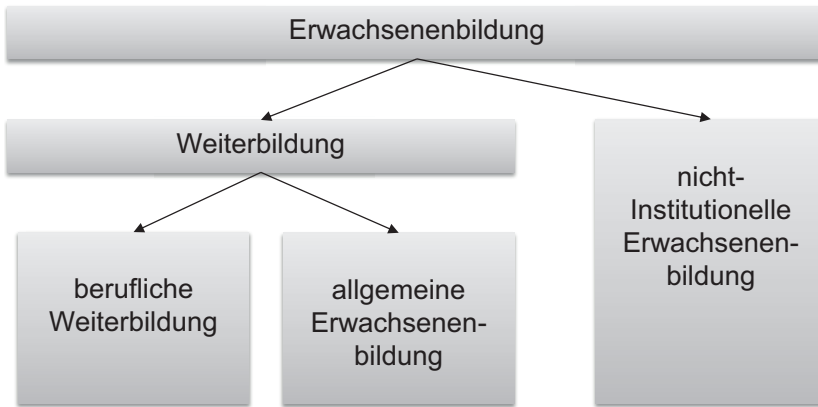 Erwachsenenbildung
Weiterbildung
nicht-
Institutionelle
Erwachsenen-
bildung
berufliche
Weiterbildung
allgemeine
Erwachsenen-
bildung